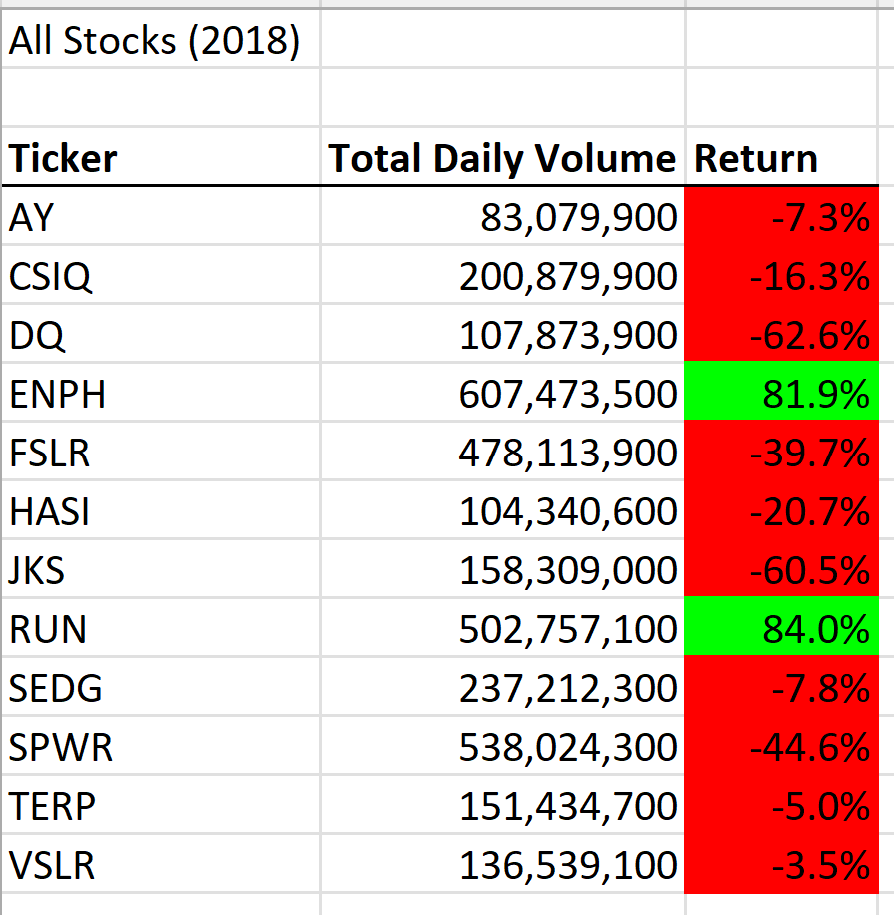 All Stocks (2018)
Ticker Total Daily Volume Return
AY 83,079,900 -7.3%
CSIQ 200,879,900 -16.3%
DQ 107,873,900 -62.6%
ENPH 607,473,500 81.9%
FSLR 478,113,900 -39.7%
HASI 104,340,600 -20.7%
JKS 158,309,000 -60.5%
RUN 502,757,100 84.0%
SEDG 237,212,300 -7.8%
SPWR 538,024,300 -44.6%
TERP 151,434,700 -5.0%
VSLR 136,539,100 -3.5%